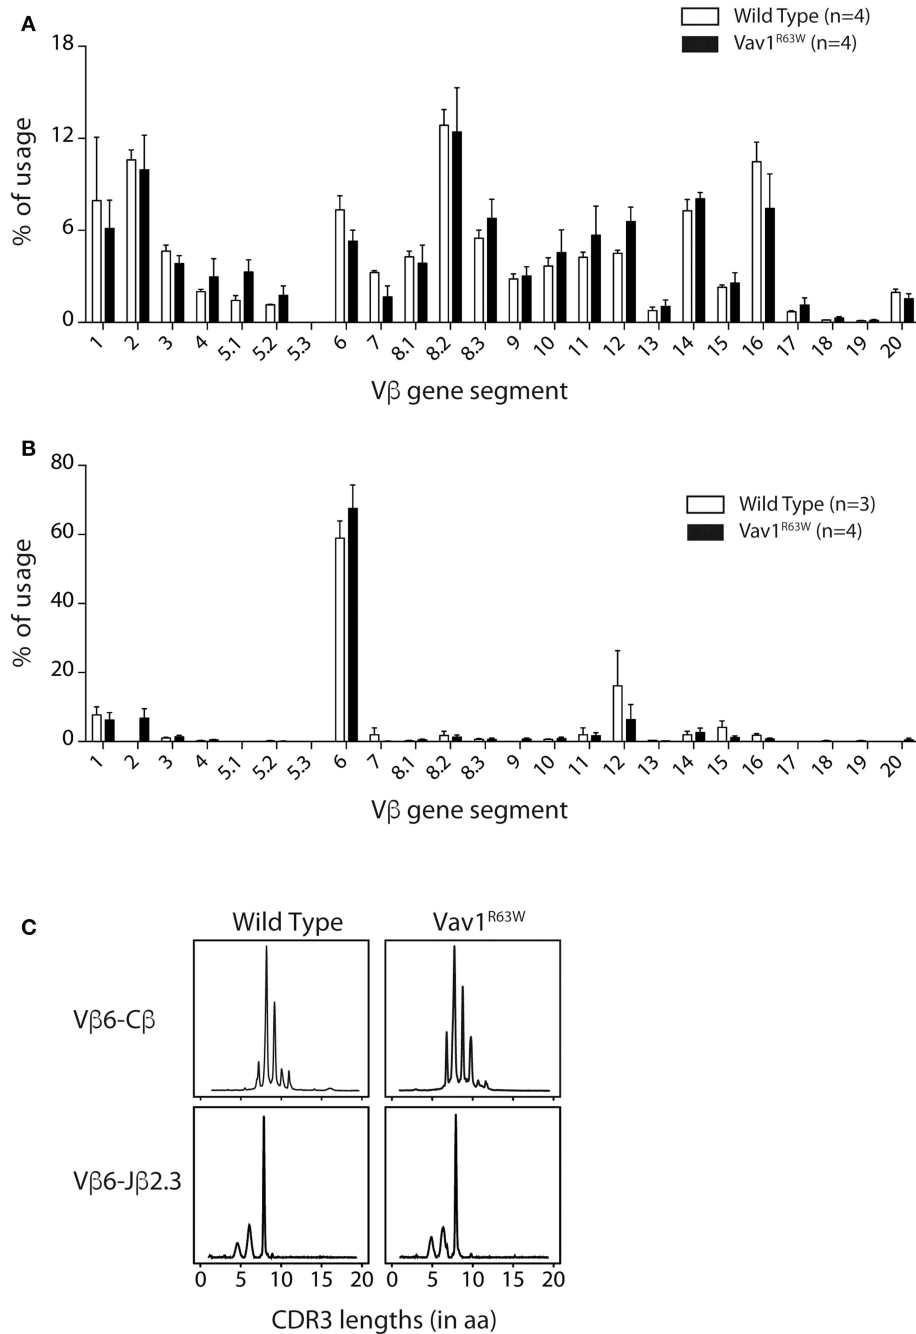 A
Wild Type (n=4)
Vav1R63W (n=4)
18
12
6
0
% of usage
1 2 3 4 5.1 5.2 5.3 6 7 8.1 8.2 8.3 9 10 11 12 13 14 15 16 17 18 19 20
Vβ gene segment
B
Wild Type (n=3)
Vav1R63W (n=4)
80
60
40
20
0
% of usage
1 2 3 4 5.1 5.2 5.3 6 7 8.1 8.2 8.3 9 10 11 12 13 14 15 16 17 18 19 20
Vβ gene segment
C
Wild Type Vav1R63W
Vβ6-Cβ
Vβ6-Jβ2.3
0 5 10 15 20 0 5 10 15 20
CDR3 lengths (in aa)